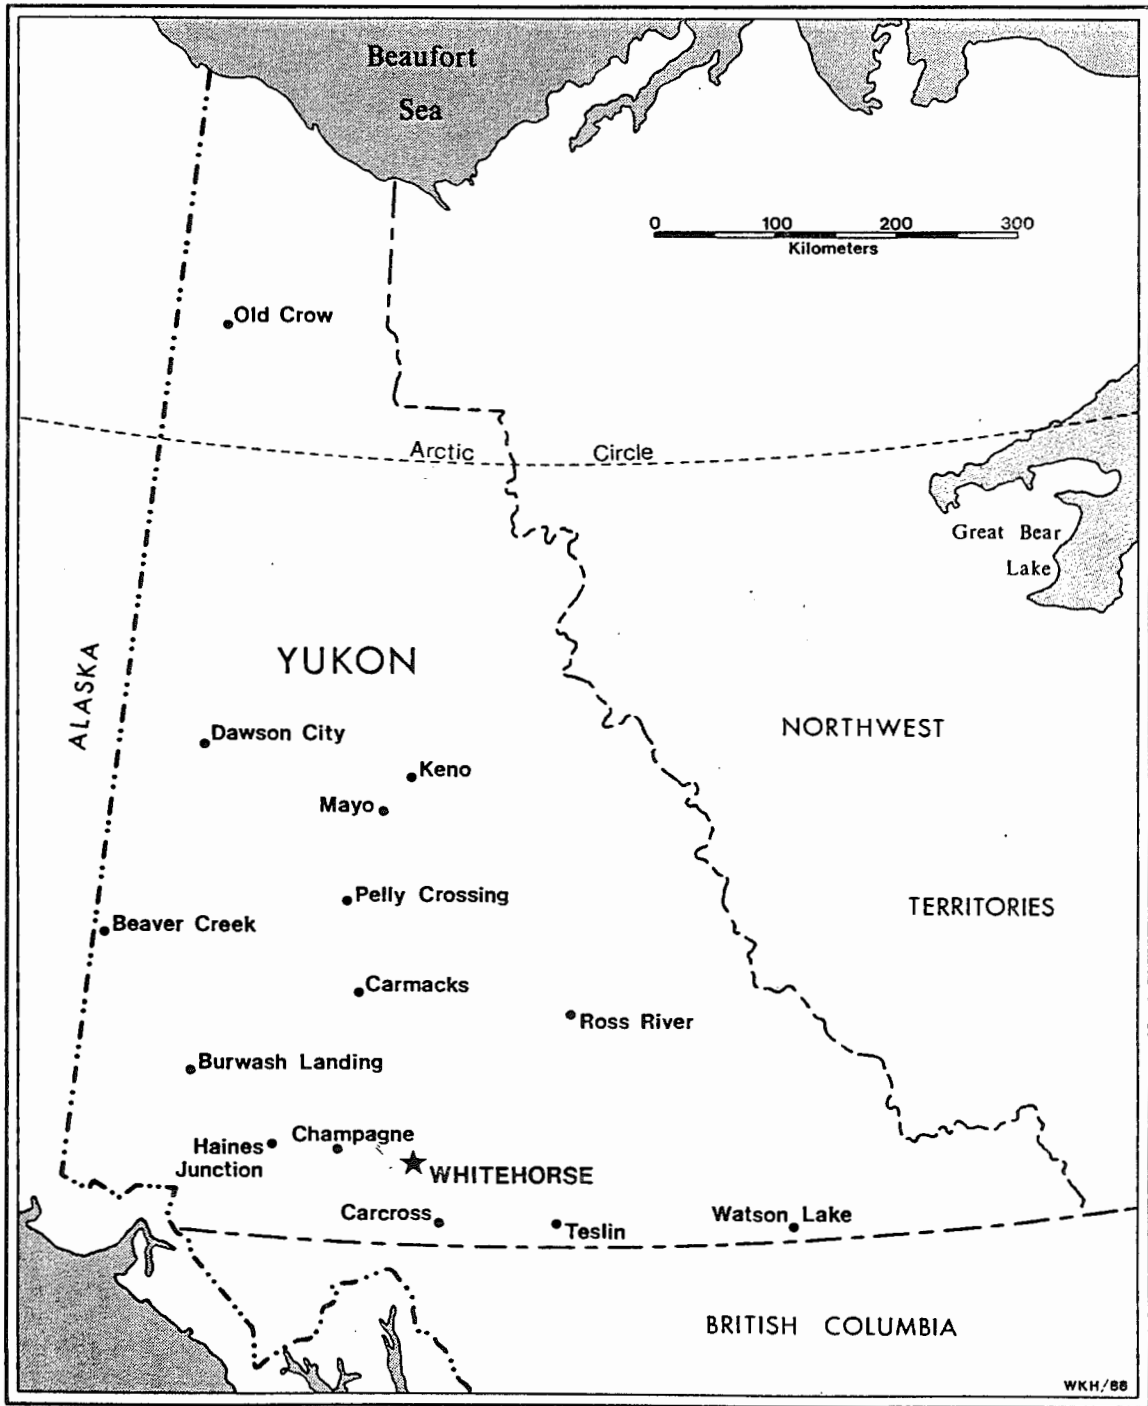 Beaufort
Sea
0 100 200 300
Kilometers
Old Crow
Arctic Circle
Great Bear
Lake
ALASKA
YUKON
Dawson City
NORTHWEST
Keno
Mayo
Pelly Crossing
TERRITORIES
Beaver Creek
Carmacks
Ross River
Burwash Landing
Champagne
Haines
Junction
WHITEHORSE
Carcross
Teslin
Watson Lake
BRITISH COLUMBIA
WKH/88